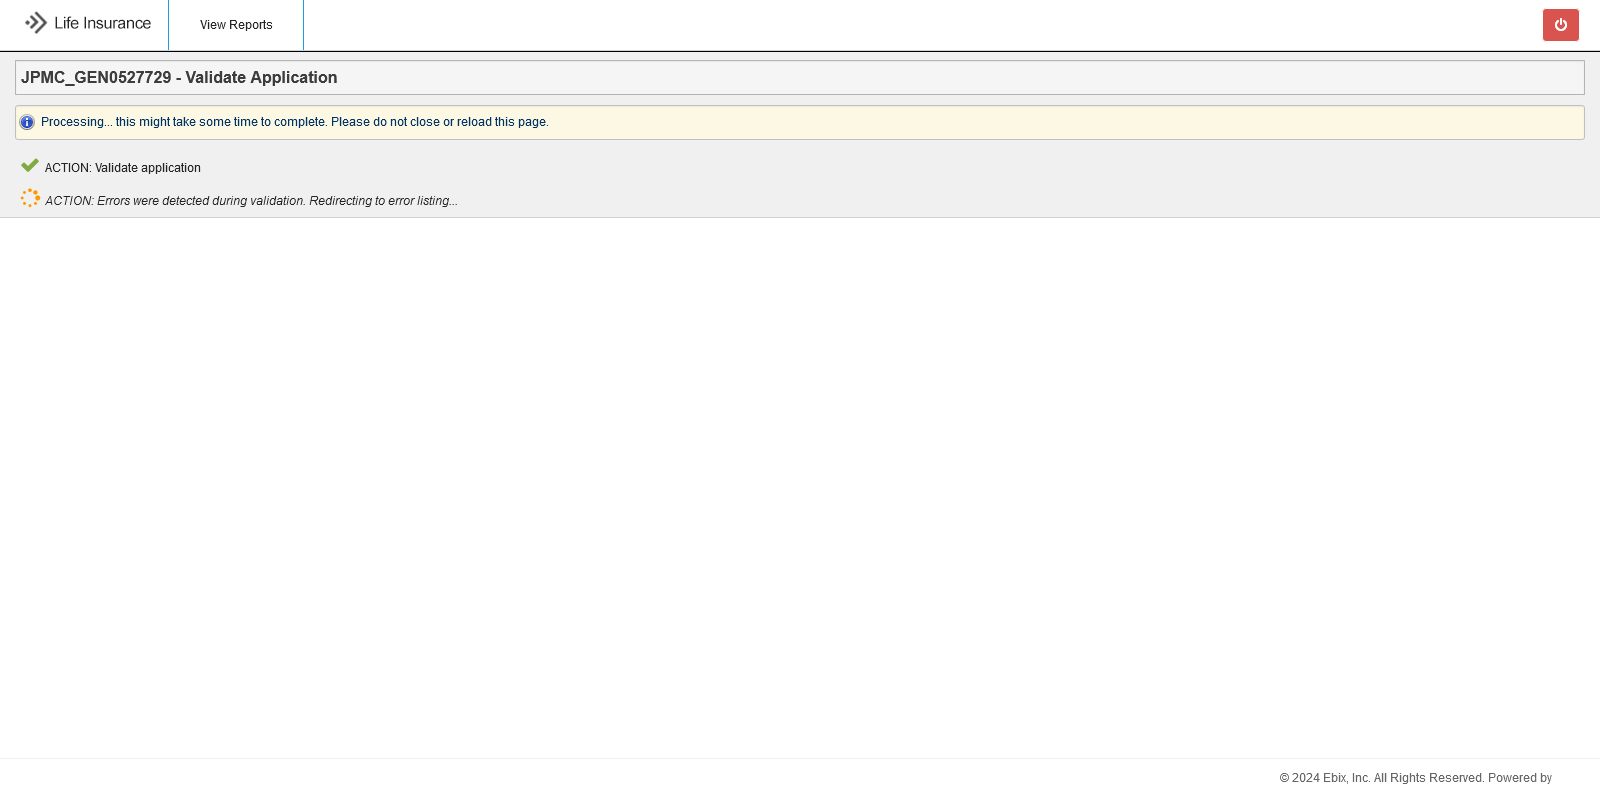 Life Insurance
View Reports
JPMC_GEN0527729 - Validate Application
Processing... this might take some time to complete. Please do not close or reload this page.
ACTION: Validate application
ACTION: Errors were detected during validation. Redirecting to error listing...
© 2024 Ebix, Inc. All Rights Reserved. Powered by